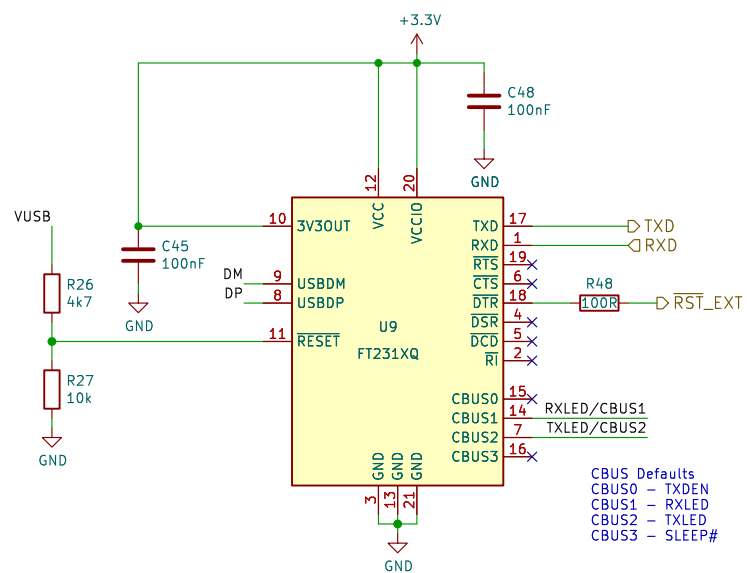 +3.3V
C48
100nF
GND
12
20
VCC
VCCIO
VUSB
10
3V3OUT
TXD
17
TXD
C45
100nF
RXD
1
RXD
RTS
19
DM
9
USBDM
CTS
6
R26
4k7
DP
8
USBDP
DTR
18
R48
100R
RST_EXT
GND
U9
FT231XQ
DSR
4
11
RESET
DCD
5
RI
2
R27
10k
CBUS0
15
CBUS1
14
RXLED/CBUS1
CBUS2
7
TXLED/CBUS2
CBUS3
16
GND
GND
GND
GND
3
13
21
GND
CBUS Defaults
CBUS0 – TXDEN
CBUS1 – RXLED
CBUS2 – TXLED
CBUS3 – SLEEP#